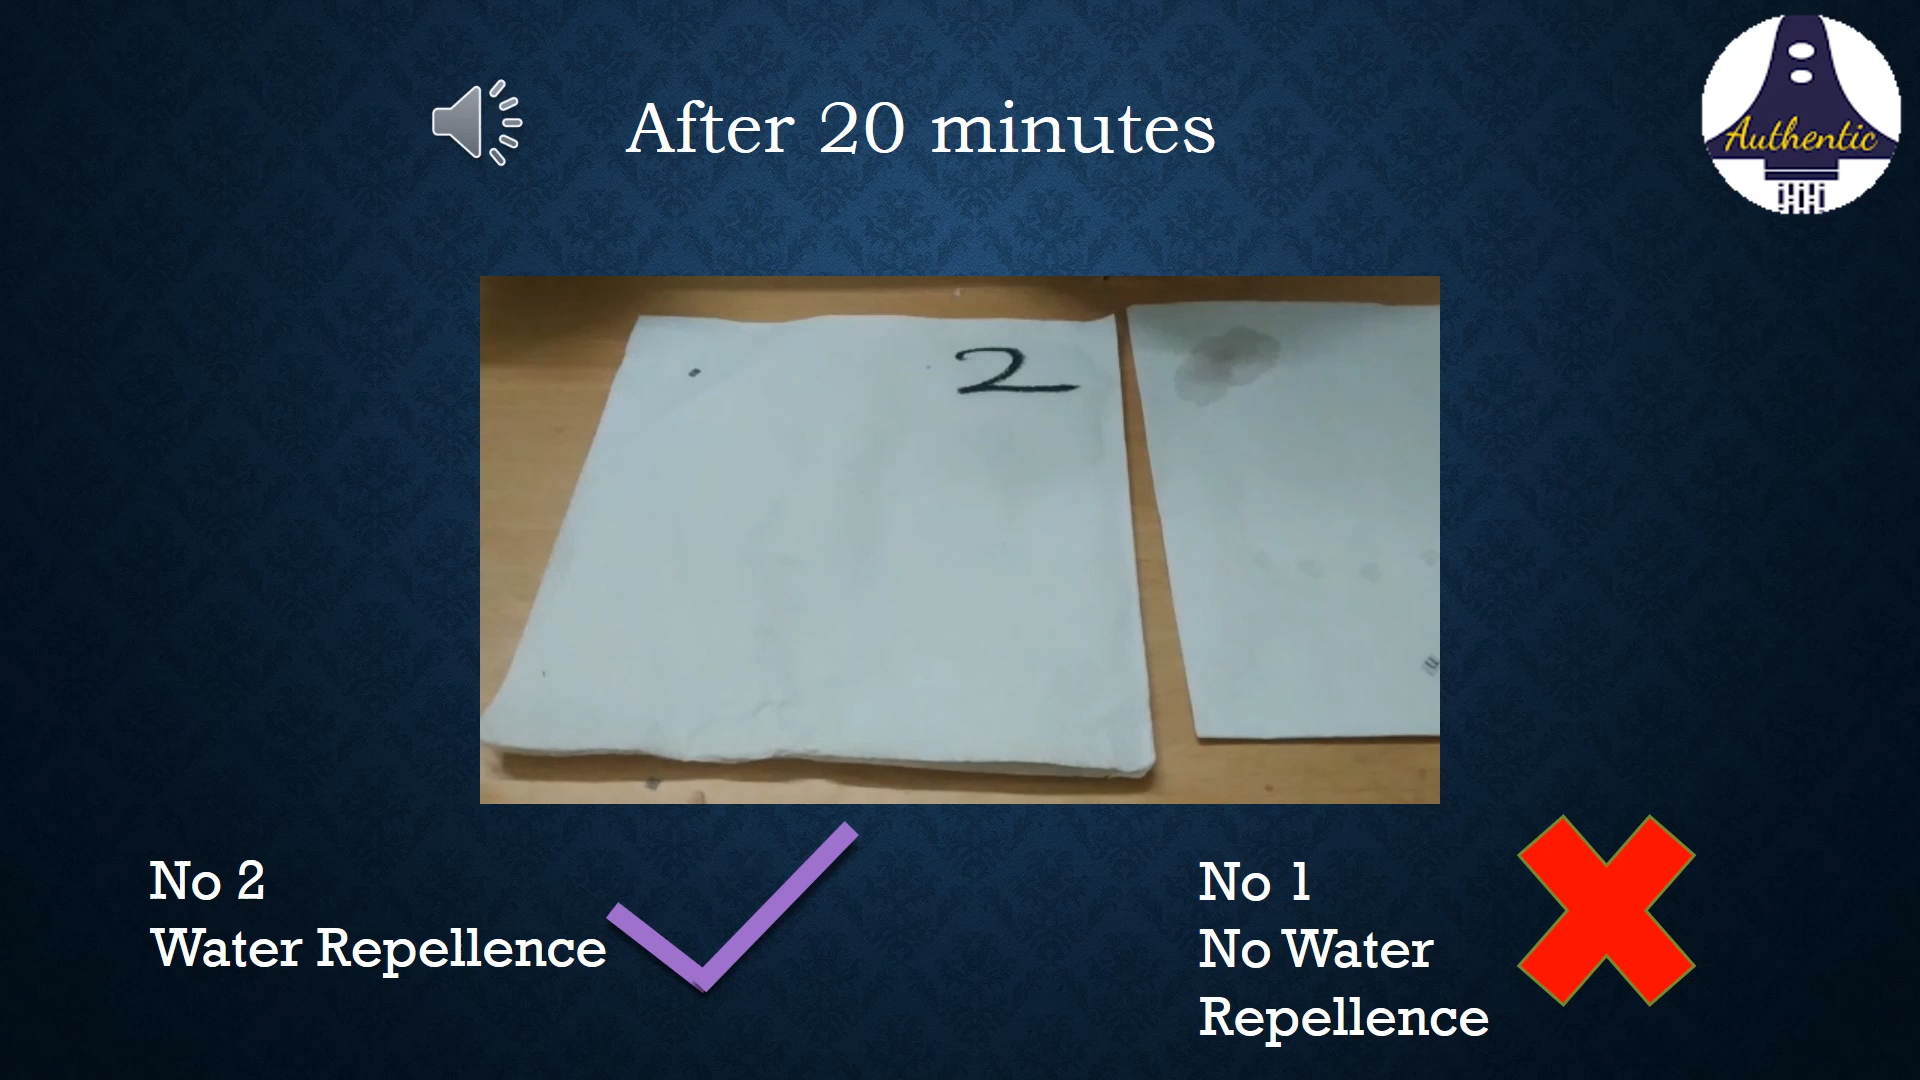 After 20 minutes
Authentic
2
No 2
Water Repellence
No 1
No Water
Repellence